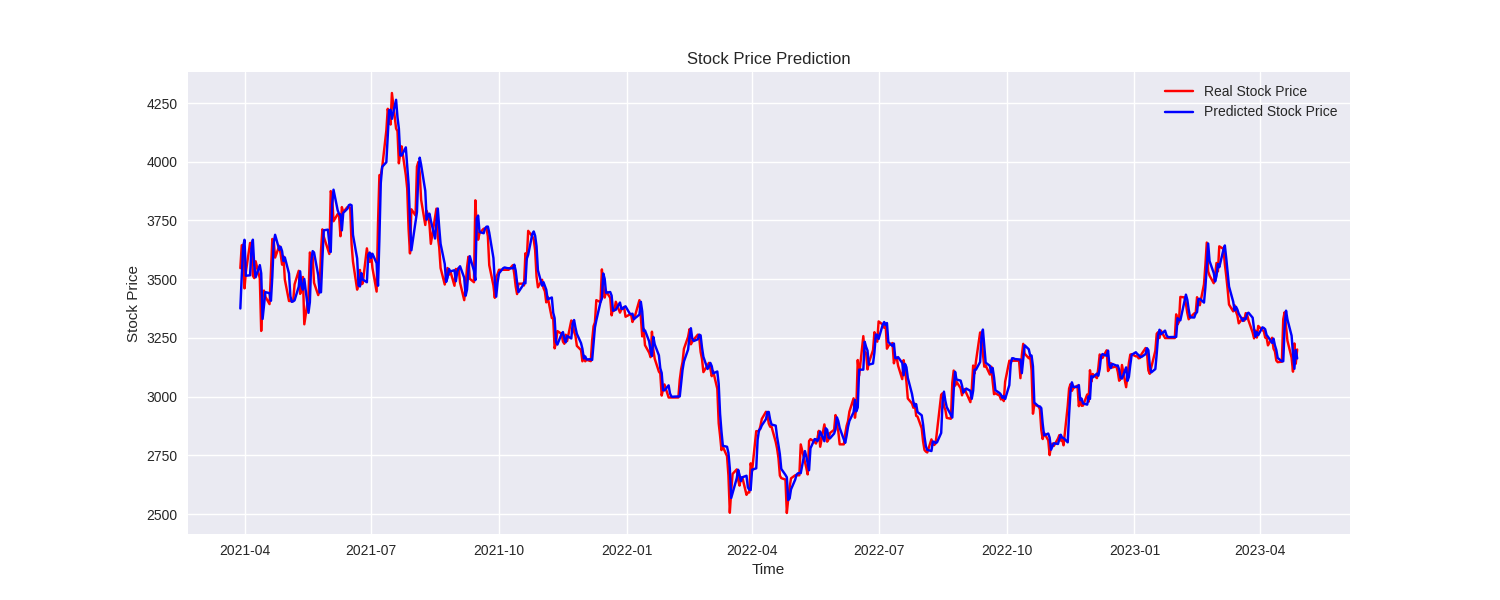 Stock Price Prediction
Real Stock Price
Predicted Stock Price
Stock Price
4250
4000
3750
3500
3250
3000
2750
2500
2021-04 2021-07 2021-10 2022-01 2022-04 2022-07 2022-10 2023-01 2023-04
Time